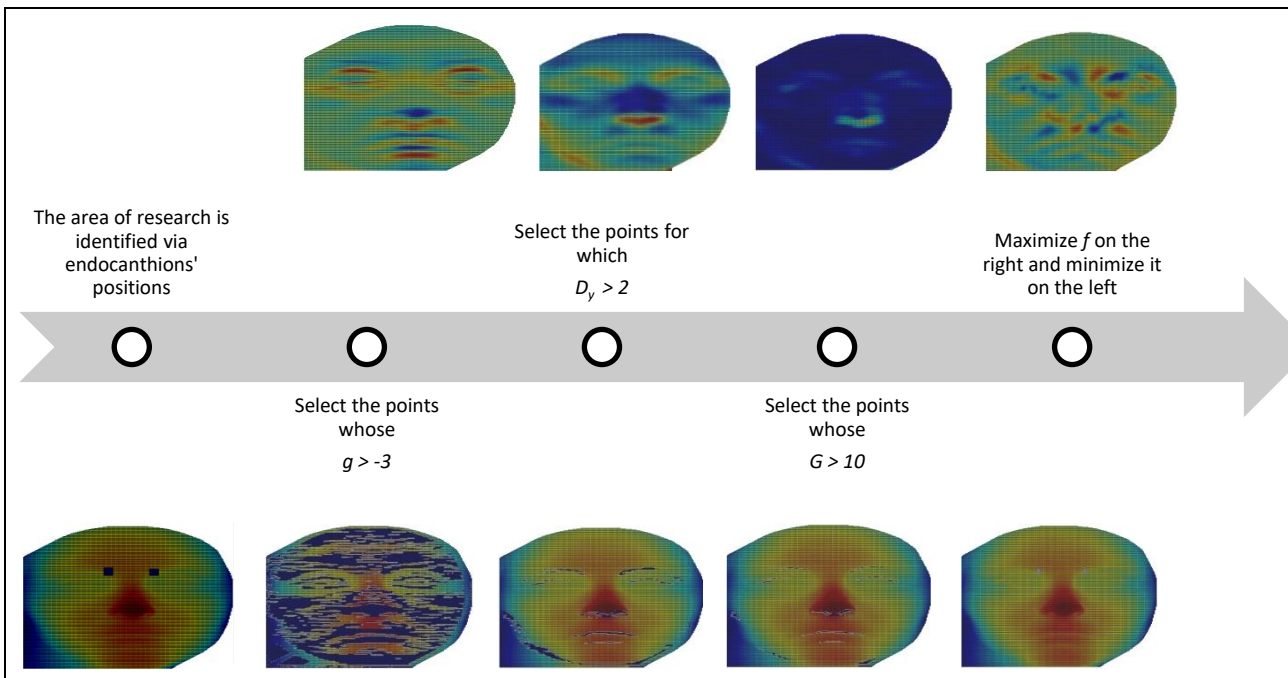 The area of research is
identified via
endocanthions'
positions
Select the points
whose
g > -3
Select the points for
which
D_y > 2
Select the points
whose
G > 10
Maximize f on the
right and minimize it
on the left